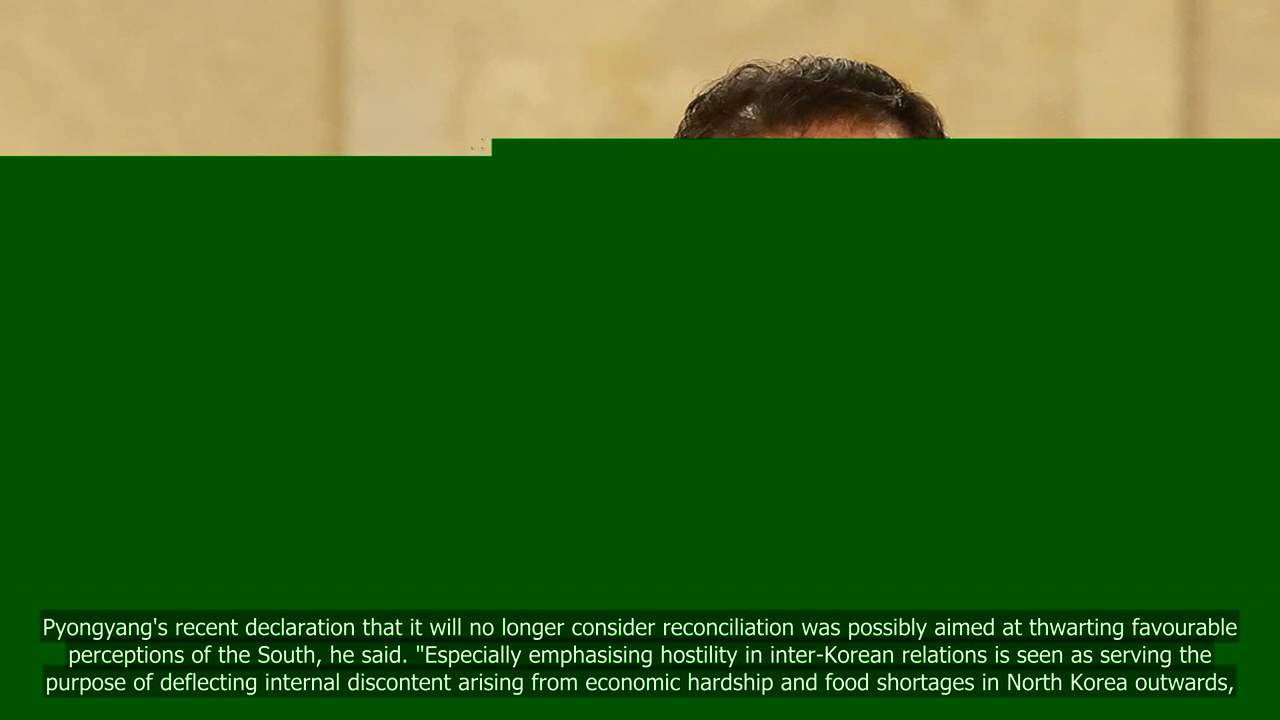 Pyongyang's recent declaration that it will no longer consider reconciliation was possibly aimed at thwarting favourable
perceptions of the South, he said. "Especially emphasising hostility in inter-Korean relations is seen as serving the
purpose of deflecting internal discontent arising from economic hardship and food shortages in North Korea outwards,